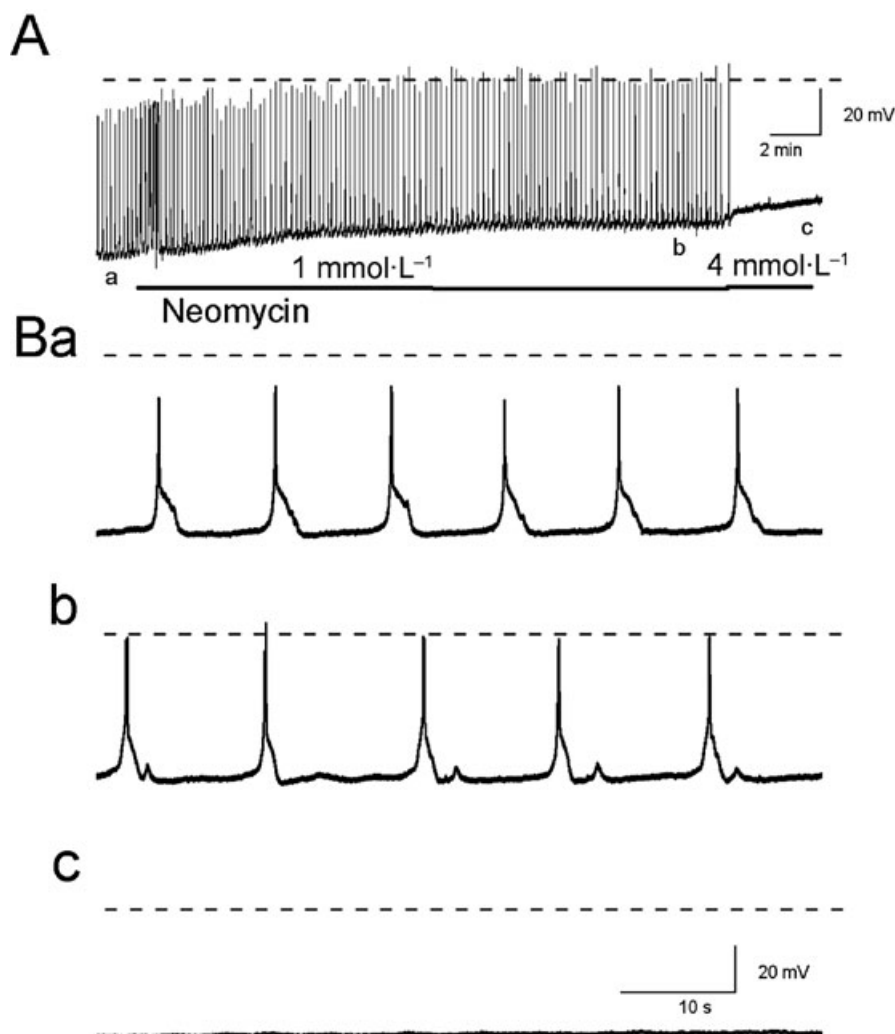 A
20 mV
2 min
a
b
c
1 mmol·L⁻¹
4 mmol·L⁻¹
Neomycin
Ba
b
c
20 mV
10 s